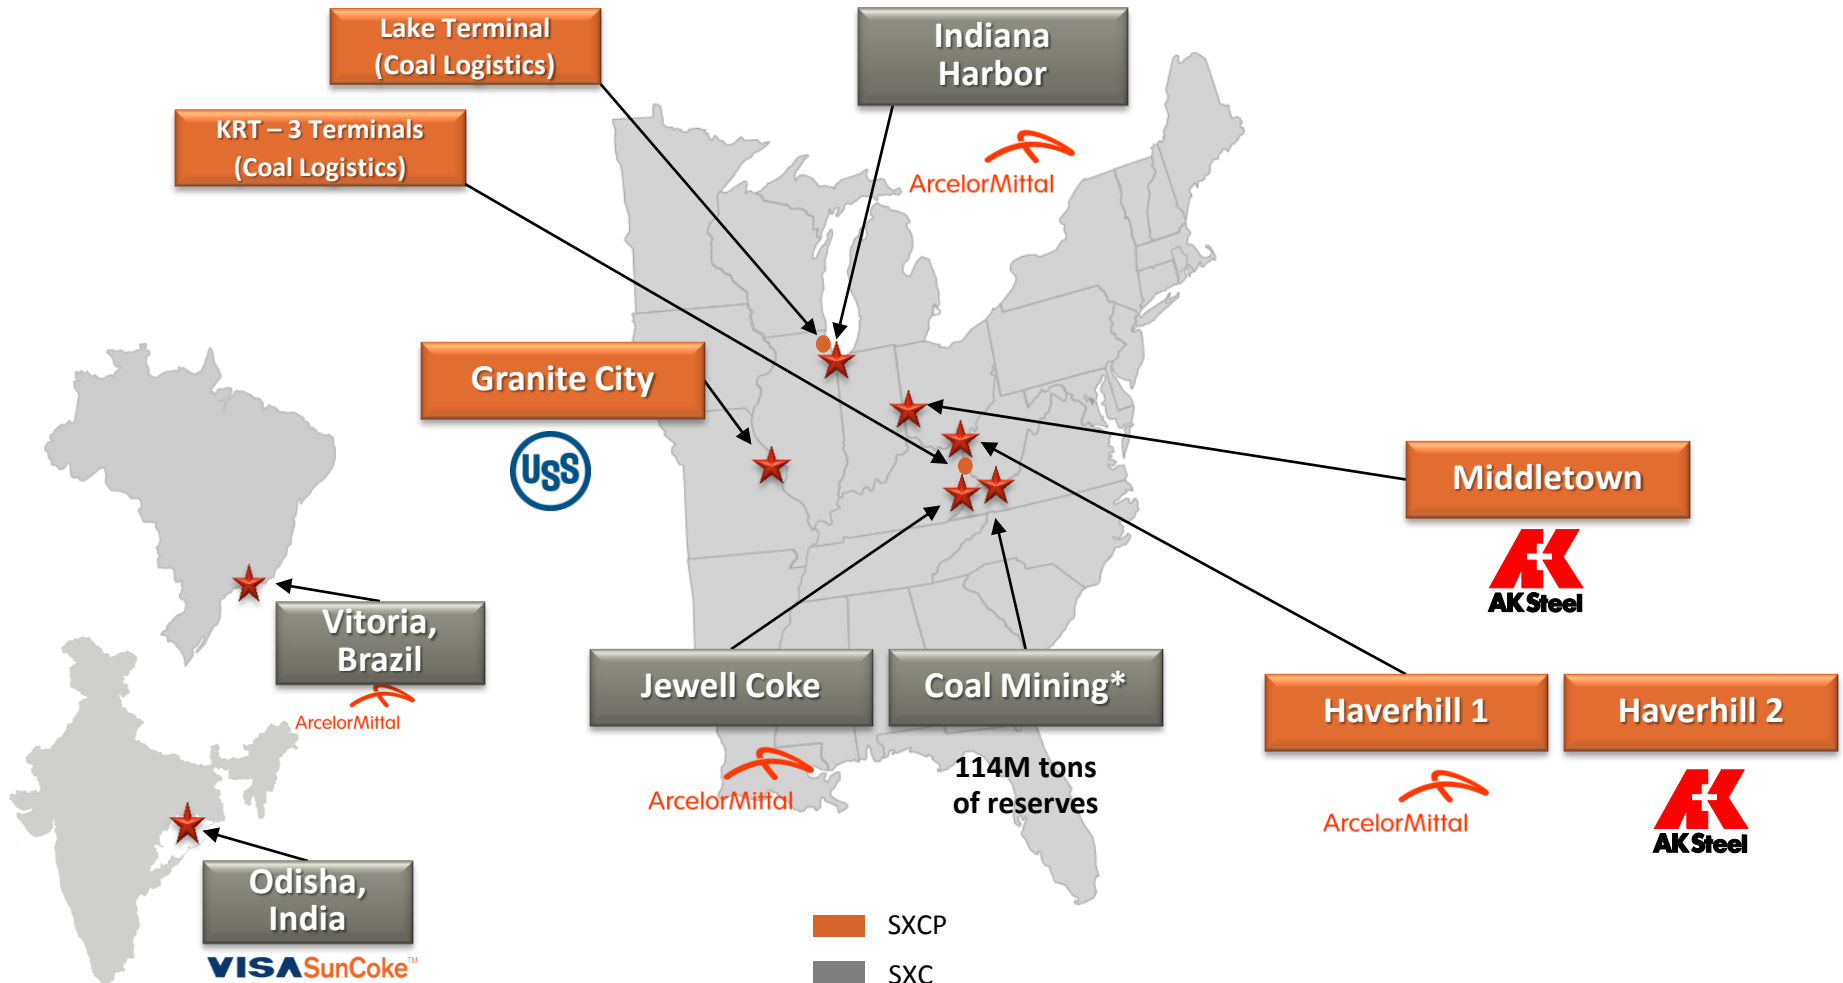 Lake Terminal
(Coal Logistics)
Indiana
Harbor
KRT – 3 Terminals
(Coal Logistics)
ArcelorMittal
Granite City
USS
Middletown
AK Steel
Vitoria,
Brazil
ArcelorMittal
Jewell Coke
ArcelorMittal
Coal Mining*
114M tons
of reserves
Haverhill 1
ArcelorMittal
Haverhill 2
AK Steel
Odisha,
India
VISA SunCoke™
SXCP
SXC